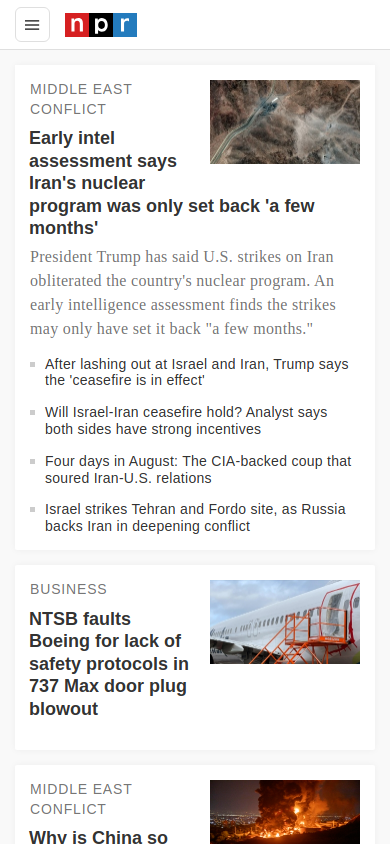 npr
MIDDLE EAST
CONFLICT
Early intel
assessment says
Iran's nuclear
program was only set back 'a few
months'
President Trump has said U.S. strikes on Iran
obliterated the country's nuclear program. An
early intelligence assessment finds the strikes
may only have set it back "a few months."
After lashing out at Israel and Iran, Trump says
the 'ceasefire is in effect'
Will Israel-Iran ceasefire hold? Analyst says
both sides have strong incentives
Four days in August: The CIA-backed coup that
soured Iran-U.S. relations
Israel strikes Tehran and Fordo site, as Russia
backs Iran in deepening conflict
BUSINESS
NTSB faults
Boeing for lack of
safety protocols in
737 Max door plug
blowout
MIDDLE EAST
CONFLICT
Why is China so